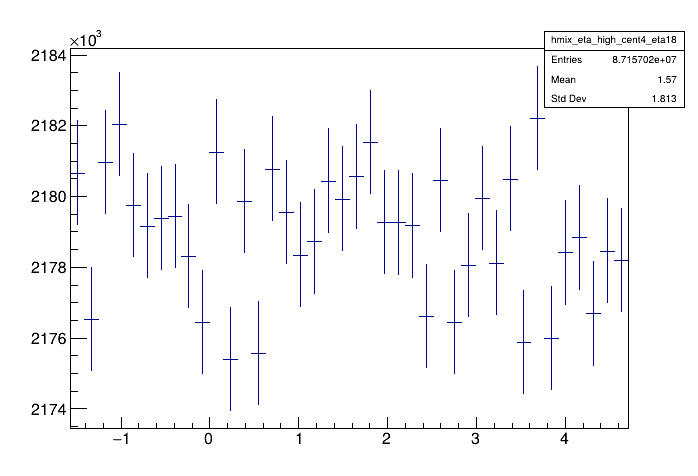 ×10³
hmix_eta_high_cent4_eta18
Entries 8.715702e+07
Mean 1.57
Std Dev 1.813
2184
2182
2180
2178
2176
2174
−1 0 1 2 3 4